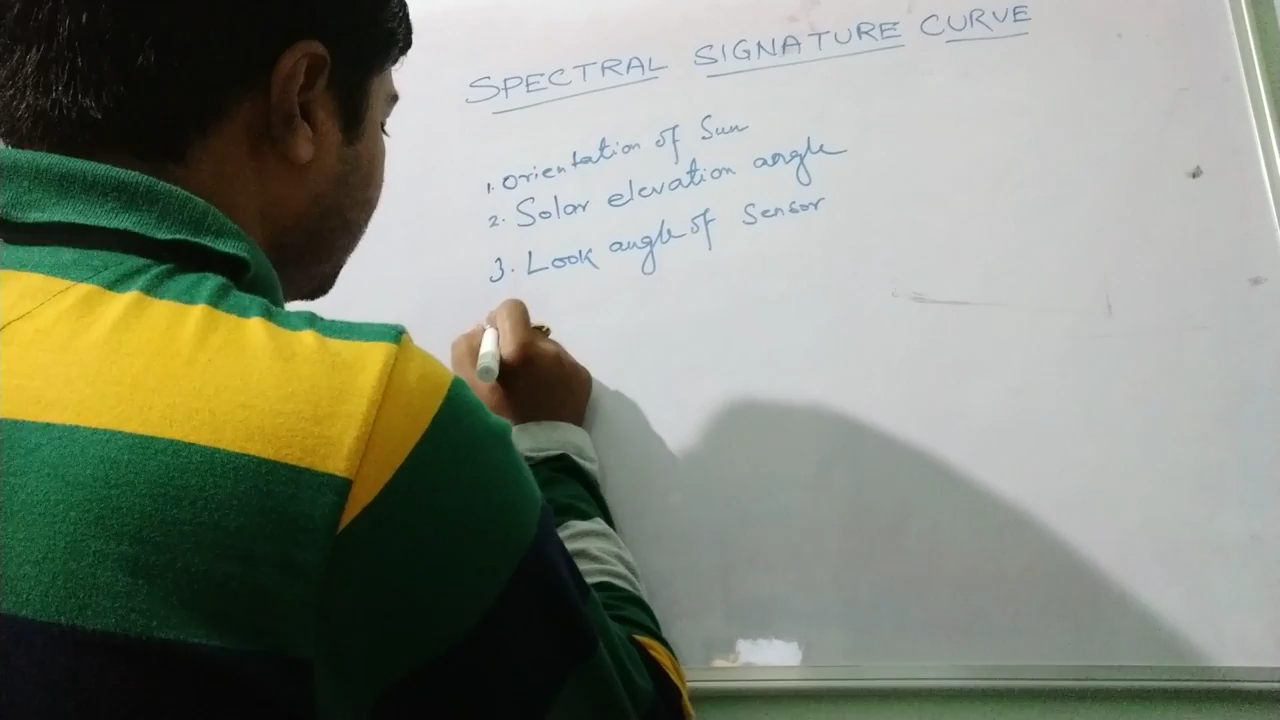 SPECTRAL SIGNATURE CURVE
1. Orientation of Sun
2. Solar elevation angle
3. Look angle of Sensor